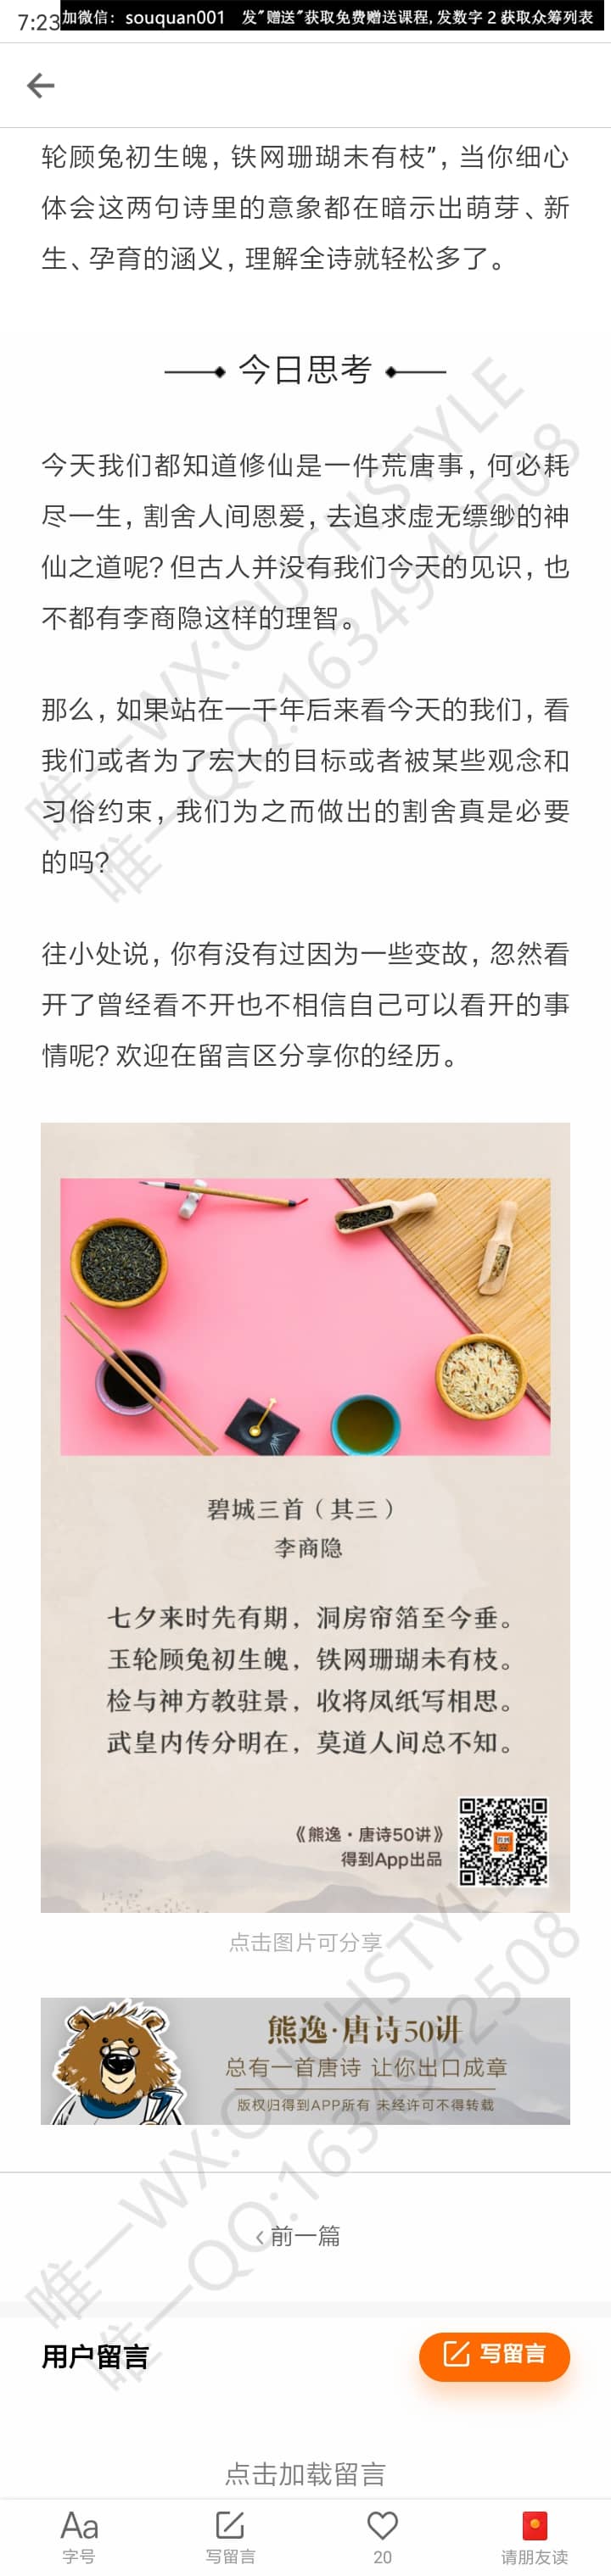 7:23
加微信：souquan001 发"赠送"获取免费赠送课程, 发数字 2 获取众筹列表
轮顾兔初生魄，铁网珊瑚未有枝”，当你细心
体会这两句诗里的意象都在暗示出萌芽、新
生、孕育的涵义，理解全诗就轻松多了。
今日思考
今天我们都知道修仙是一件荒唐事，何必耗
尽一生，割舍人间恩爱，去追求虚无缥缈的神
仙之道呢？但古人并没有我们今天的见识，也
不都有李商隐这样的理智。
那么，如果站在一千年后来看今天的我们，看
我们或者为了宏大的目标或者被某些观念和
习俗约束，我们为之而做出的割舍真是必要
的吗？
唯一WX:OUCHSTYLE
唯一QQ:1634942508
往小处说，你有没有过因为一些变故，忽然看
开了曾经看不开也不相信自己可以看开的事
情呢？欢迎在留言区分享你的经历。
碧城三首（其三）
李商隐
七夕来时先有期，洞房帘箔至今垂。
玉轮顾兔初生魄，铁网珊瑚未有枝。
检与神方教驻景，收将凤纸写相思。
武皇内传分明在，莫道人间总不知。
《熊逸·唐诗50讲》
得到App出品
点击图片可分享
熊逸·唐诗50讲
总有一首唐诗 让你出口成章
版权归得到APP所有 未经许可不得转载
唯一WX:OUCHSTYLE
唯一QQ:1634942508
‹ 前一篇
用户留言
写留言
点击加载留言
Aa
字号
写留言
20
请朋友读